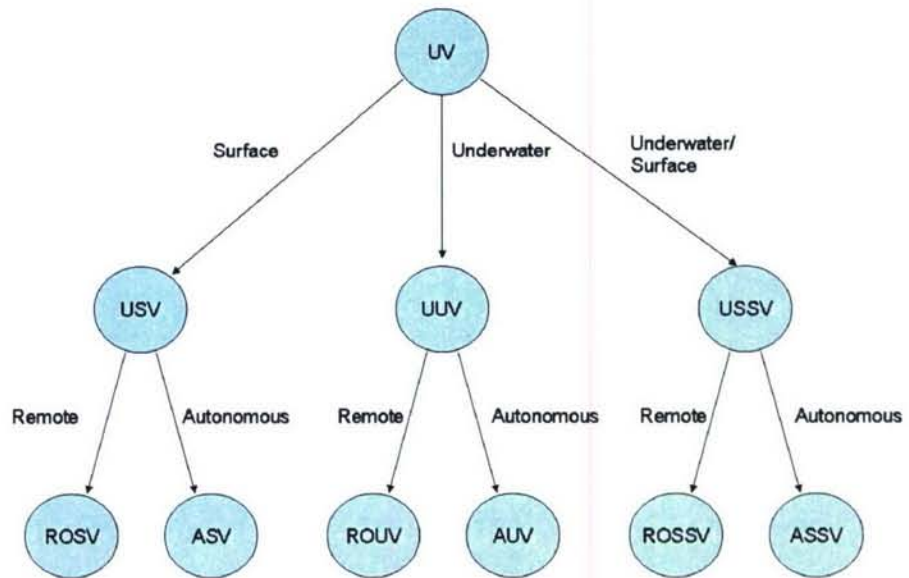 UV
Surface
Underwater
Underwater/
Surface
USV
UUV
USSV
Remote
Autonomous
Remote
Autonomous
Remote
Autonomous
ROSV
ASV
ROUV
AUV
ROSSV
ASSV